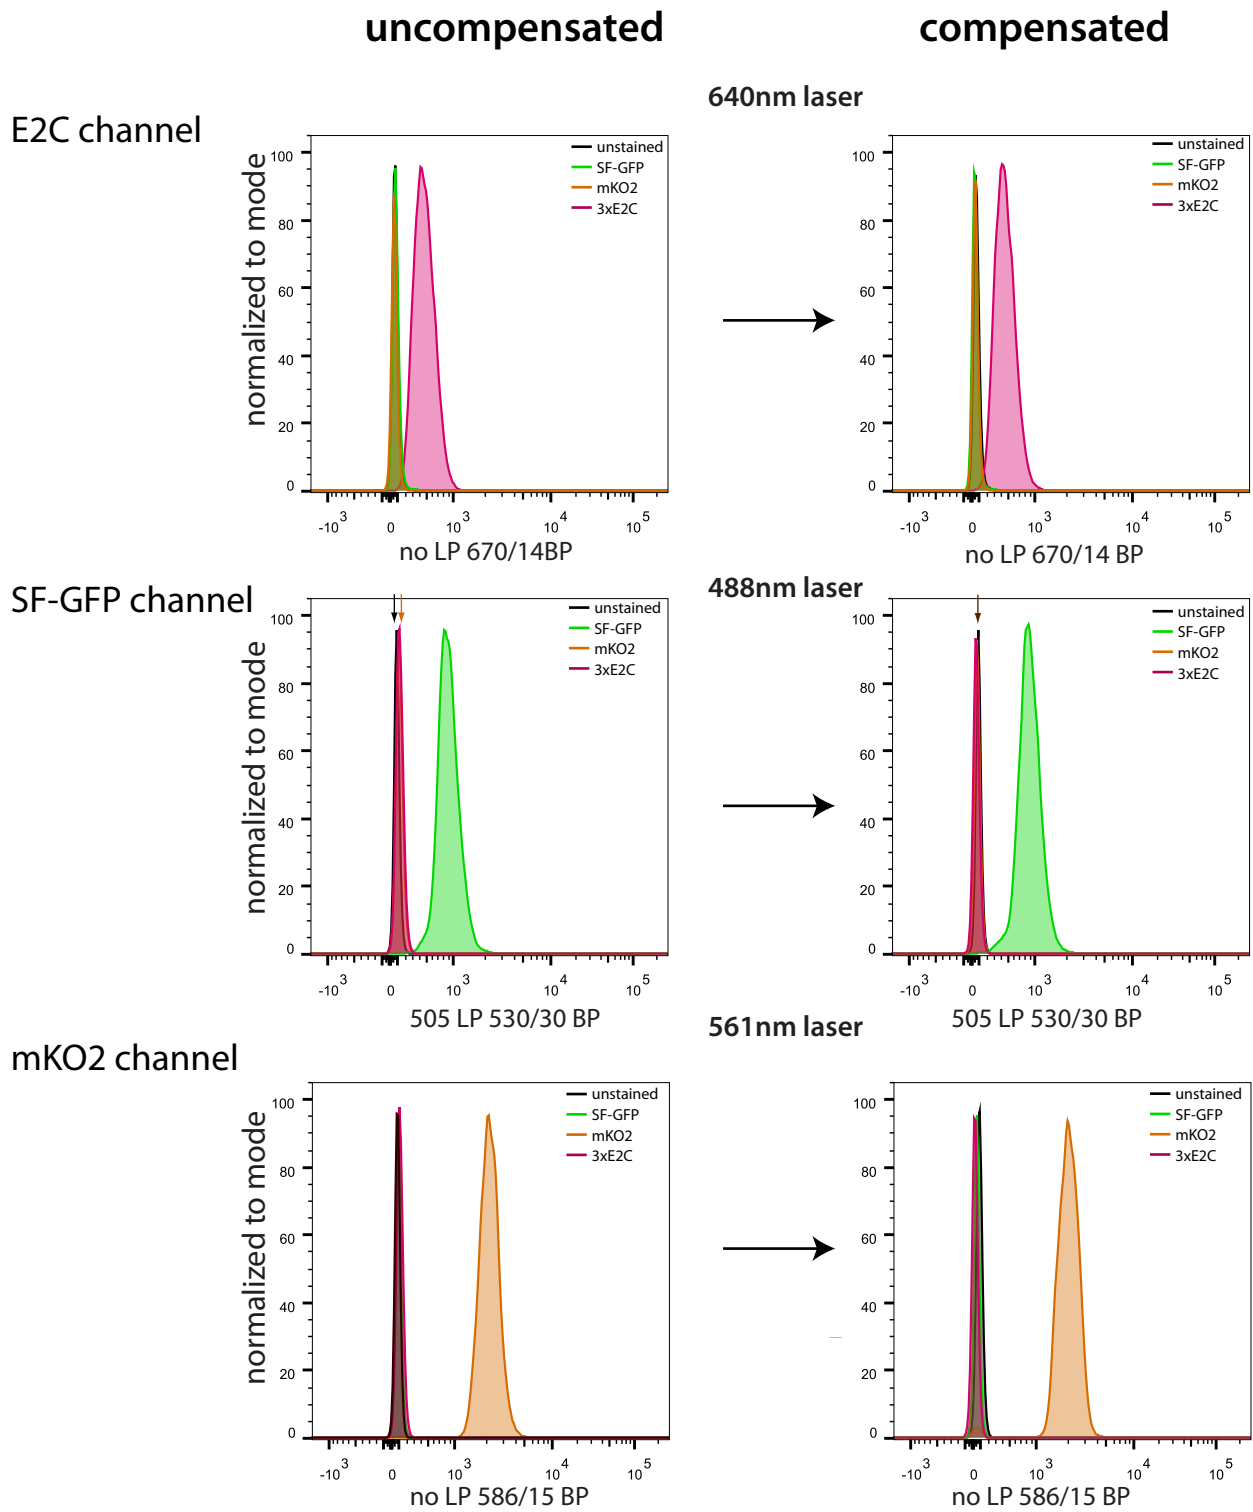 uncompensated
compensated
640nm laser
E2C channel
normalized to mode
100
80
60
40
20
0
unstained
SF-GFP
mKO2
3xE2C
-10 3
0
10 3
10 4
10 5
no LP 670/14BP
100
80
60
40
20
0
unstained
SF-GFP
mKO2
3xE2C
-10 3
0
10 3
10 4
10 5
no LP 670/14 BP
488nm laser
SF-GFP channel
normalized to mode
100
80
60
40
20
0
unstained
SF-GFP
mKO2
3xE2C
-10 3
0
10 3
10 4
10 5
505 LP 530/30 BP
100
80
60
40
20
0
unstained
SF-GFP
mKO2
3xE2C
-10 3
0
10 3
10 4
10 5
505 LP 530/30 BP
561nm laser
mKO2 channel
normalized to mode
100
80
60
40
20
0
unstained
SF-GFP
mKO2
3xE2C
-10 3
0
10 3
10 4
10 5
no LP 586/15 BP
100
80
60
40
20
0
unstained
SF-GFP
mKO2
3xE2C
-10 3
0
10 3
10 4
10 5
no LP 586/15 BP